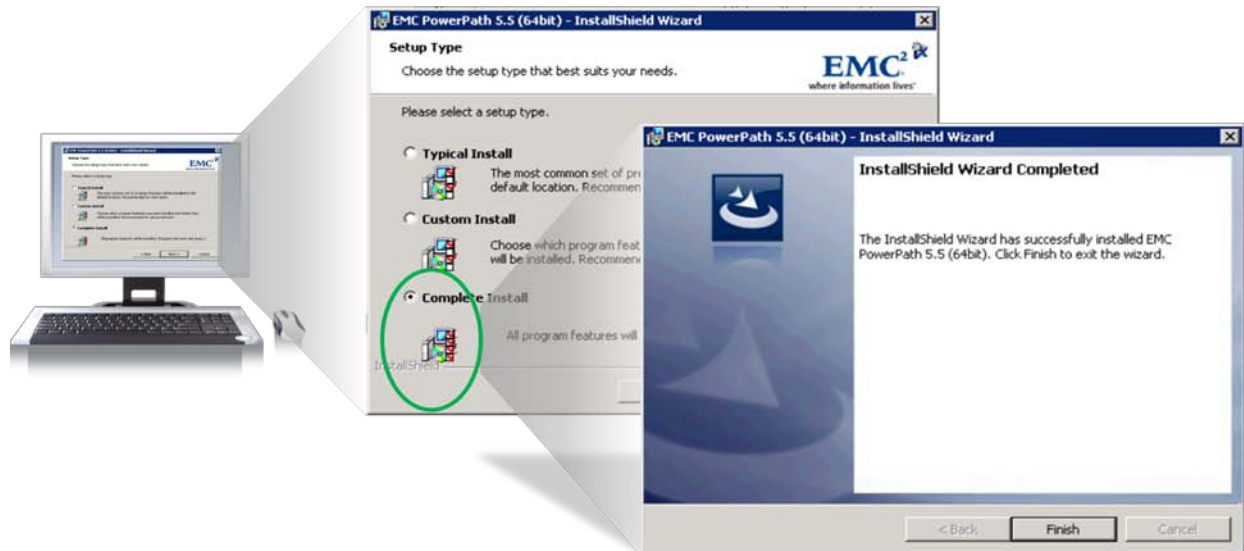 EMC PowerPath 5.5 (64bit) - InstallShield Wizard
Setup Type
Choose the setup type that best suits your needs.
EMC²
where information lives®
Please select a setup type.
Typical Install
The most common set of
default location.
Custom Install
Choose which program
will be installed.
Complete Install
All program features will
InstallShield
EMC PowerPath 5.5 (64bit) - InstallShield Wizard
InstallShield Wizard Completed
The InstallShield Wizard has successfully installed EMC
PowerPath 5.5 (64bit). Click Finish to exit the wizard.
< Back
Finish
Cancel